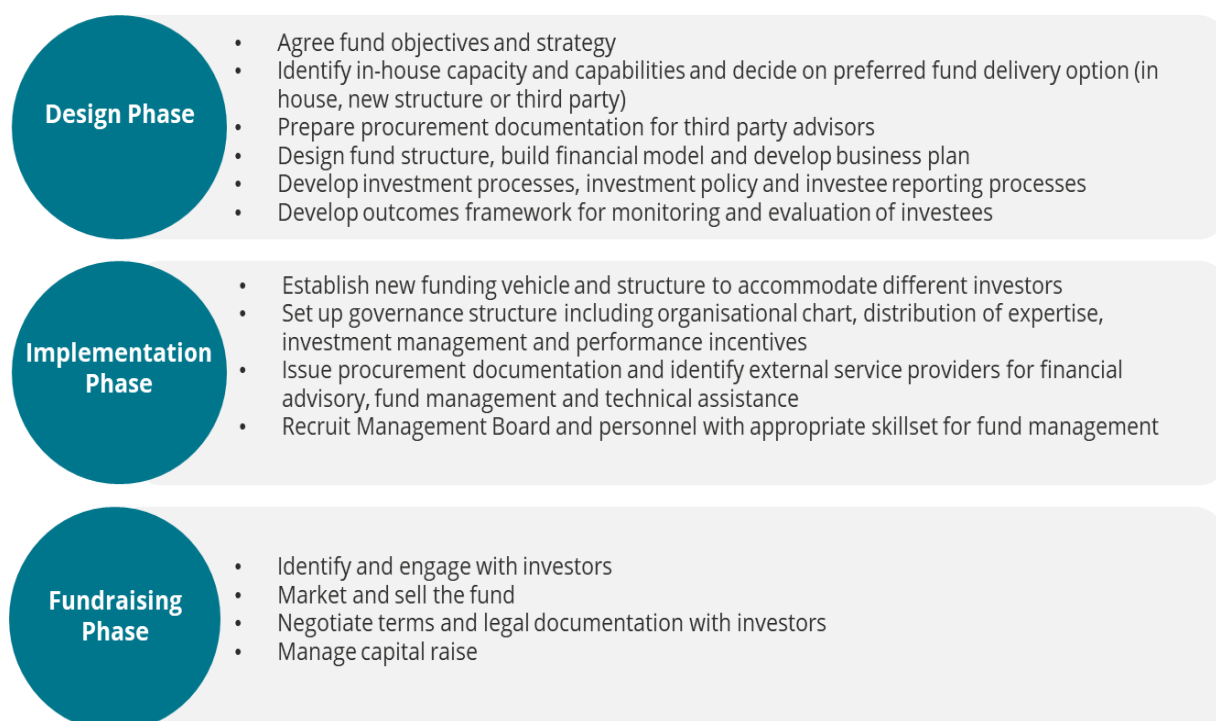 Design Phase
• Agree fund objectives and strategy
• Identify in-house capacity and capabilities and decide on preferred fund delivery option (in
house, new structure or third party)
• Prepare procurement documentation for third party advisors
• Design fund structure, build financial model and develop business plan
• Develop investment processes, investment policy and investee reporting processes
• Develop outcomes framework for monitoring and evaluation of investees
Implementation
Phase
• Establish new funding vehicle and structure to accommodate different investors
• Set up governance structure including organisational chart, distribution of expertise,
investment management and performance incentives
• Issue procurement documentation and identify external service providers for financial
advisory, fund management and technical assistance
• Recruit Management Board and personnel with appropriate skillset for fund management
Fundraising
Phase
• Identify and engage with investors
• Market and sell the fund
• Negotiate terms and legal documentation with investors
• Manage capital raise